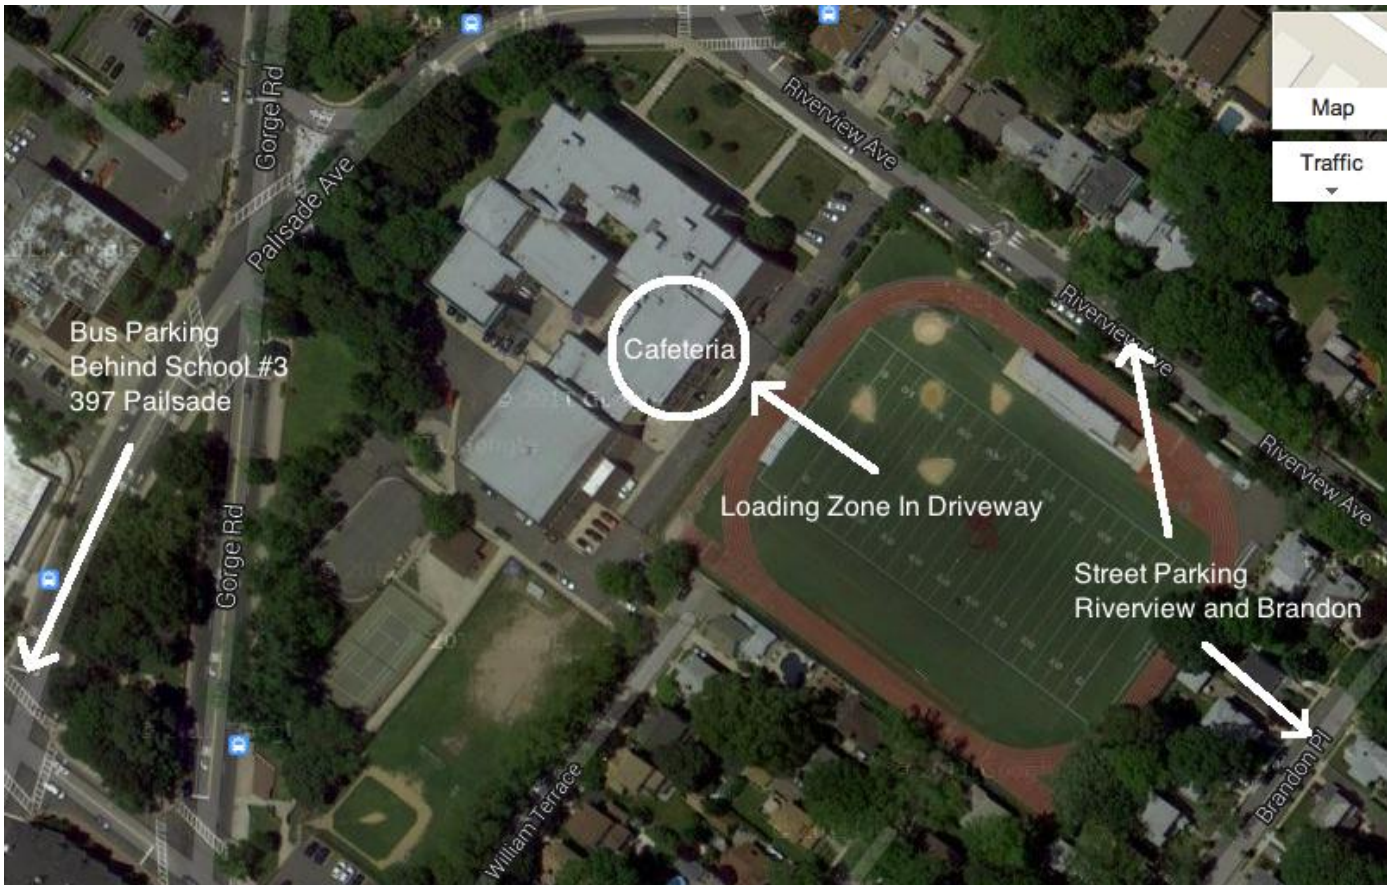 Gorge Rd
Palisade Ave
Riverview Ave
Map
Traffic
Bus Parking
Behind School #3
397 Pailsade
Cafeteria
Riverview Ave
Loading Zone In Driveway
Riverview Ave
Gorge Rd
Street Parking
Riverview and Brandon
William Terrace
Brandon Pl